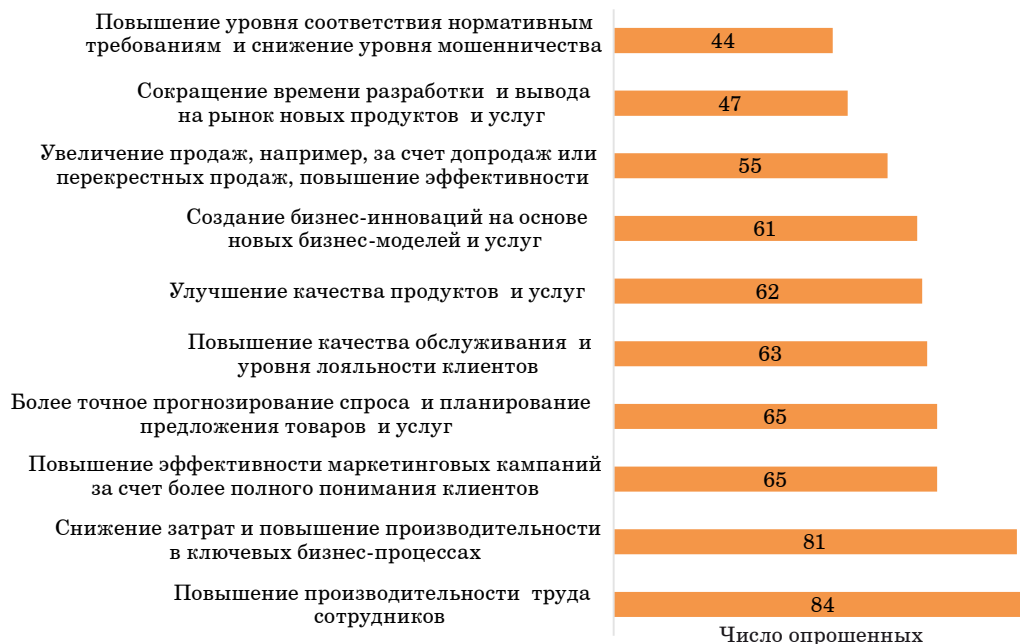 Повышение уровня соответствия нормативным
требованиям и снижение уровня мошенничества
44
Сокращение времени разработки и вывода
на рынок новых продуктов и услуг
47
Увеличение продаж, например, за счет допродаж или
перекрестных продаж, повышение эффективности
55
Создание бизнес-инноваций на основе
новых бизнес-моделей и услуг
61
Улучшение качества продуктов и услуг
62
Повышение качества обслуживания и
уровня лояльности клиентов
63
Более точное прогнозирование спроса и планирование
предложения товаров и услуг
65
Повышение эффективности маркетинговых кампаний
за счет более полного понимания клиентов
65
Снижение затрат и повышение производительности
в ключевых бизнес-процессах
81
Повышение производительности труда
сотрудников
84
Число опрошенных